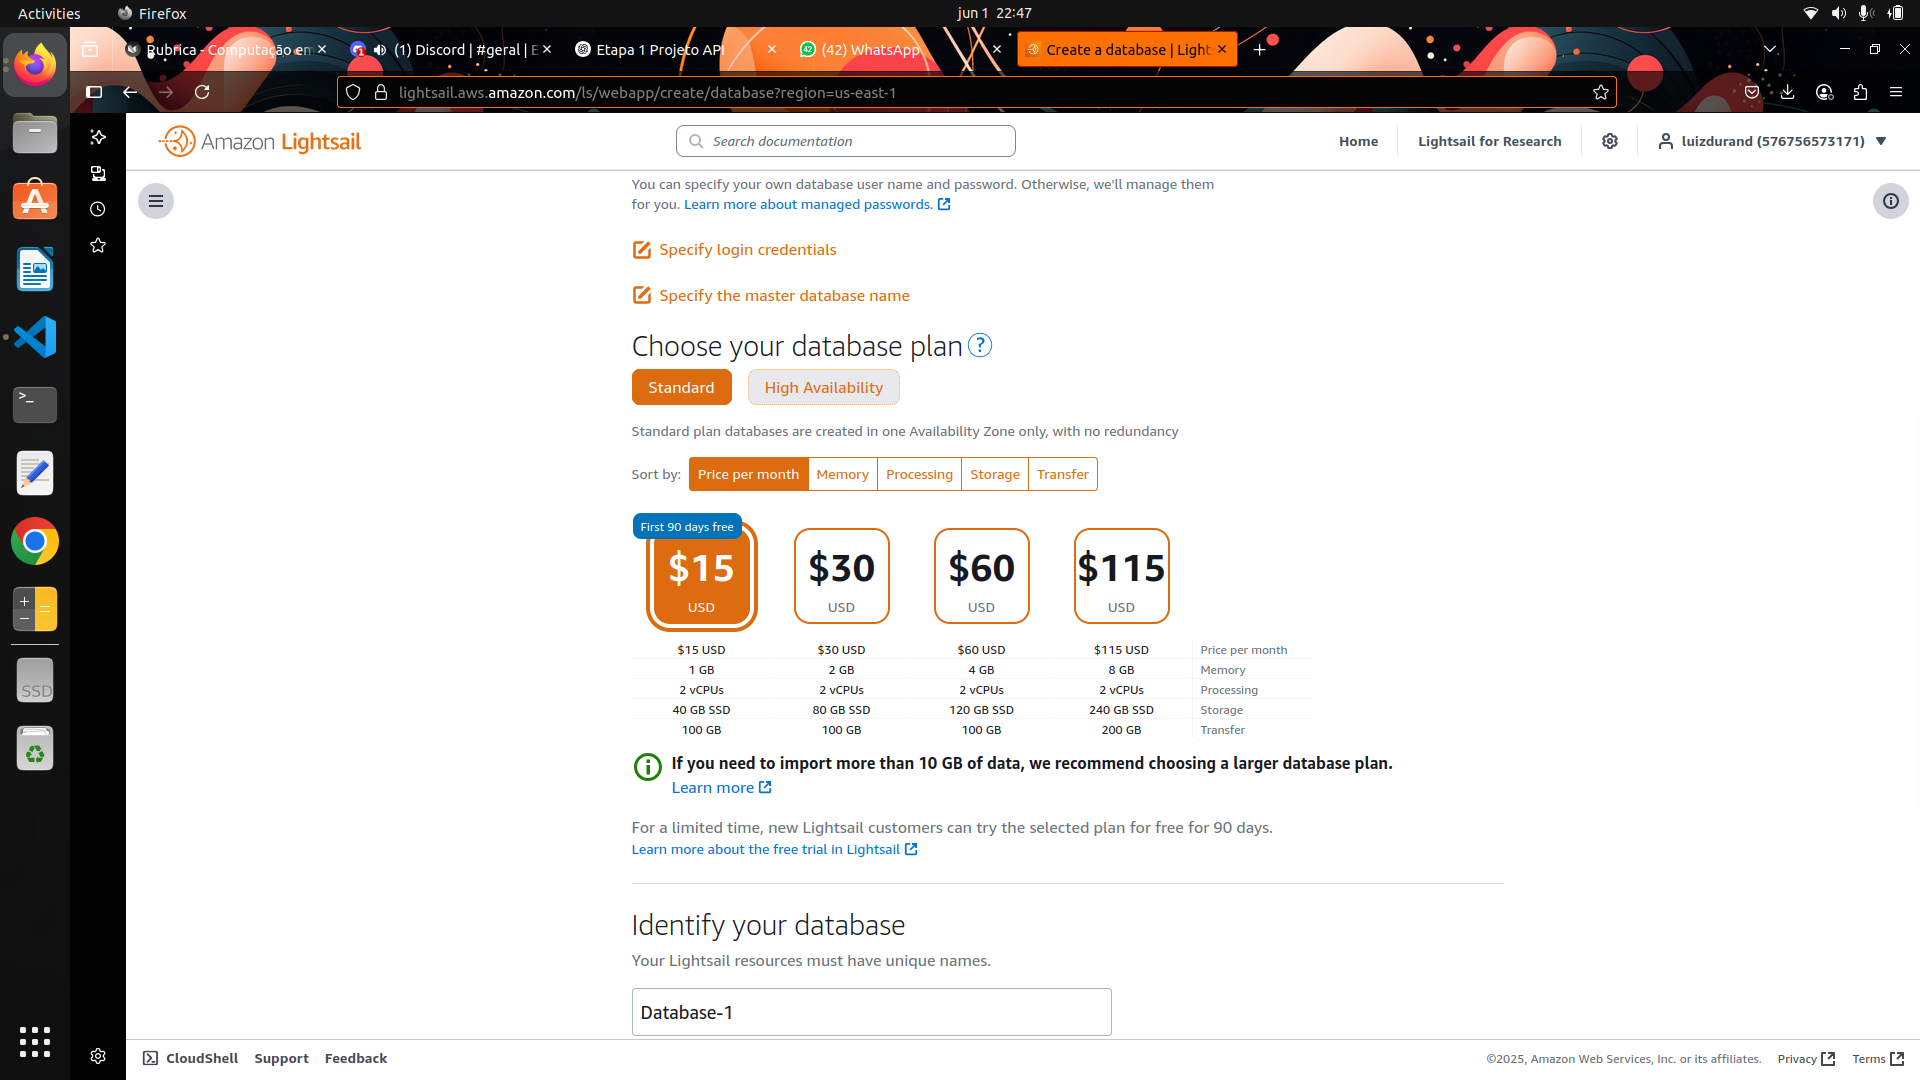 Activities
Firefox
jun 1 22:47
Rubrica - Computação em
(1) Discord | #geral | E
Etapa 1 Projeto API
(42) WhatsApp
Create a database | Lights
lightsail.aws.amazon.com/ls/webapp/create/database?region=us-east-1
Amazon Lightsail
Search documentation
Home
Lightsail for Research
luizdurand (576756573171)
You can specify your own database user name and password. Otherwise, we'll manage them
for you. Learn more about managed passwords.
Specify login credentials
Specify the master database name
Choose your database plan ?
Standard
High Availability
Standard plan databases are created in one Availability Zone only, with no redundancy
Sort by: Price per month Memory Processing Storage Transfer
First 90 days free
$15 $30 $60 $115
USD USD USD USD
$15 USD $30 USD $60 USD $115 USD Price per month
1 GB 2 GB 4 GB 8 GB Memory
2 vCPUs 2 vCPUs 2 vCPUs 2 vCPUs Processing
40 GB SSD 80 GB SSD 120 GB SSD 240 GB SSD Storage
100 GB 100 GB 100 GB 200 GB Transfer
If you need to import more than 10 GB of data, we recommend choosing a larger database plan.
Learn more
For a limited time, new Lightsail customers can try the selected plan for free for 90 days.
Learn more about the free trial in Lightsail
Identify your database
Your Lightsail resources must have unique names.
Database-1
CloudShell Support Feedback
©2025, Amazon Web Services, Inc. or its affiliates. Privacy Terms
SSD